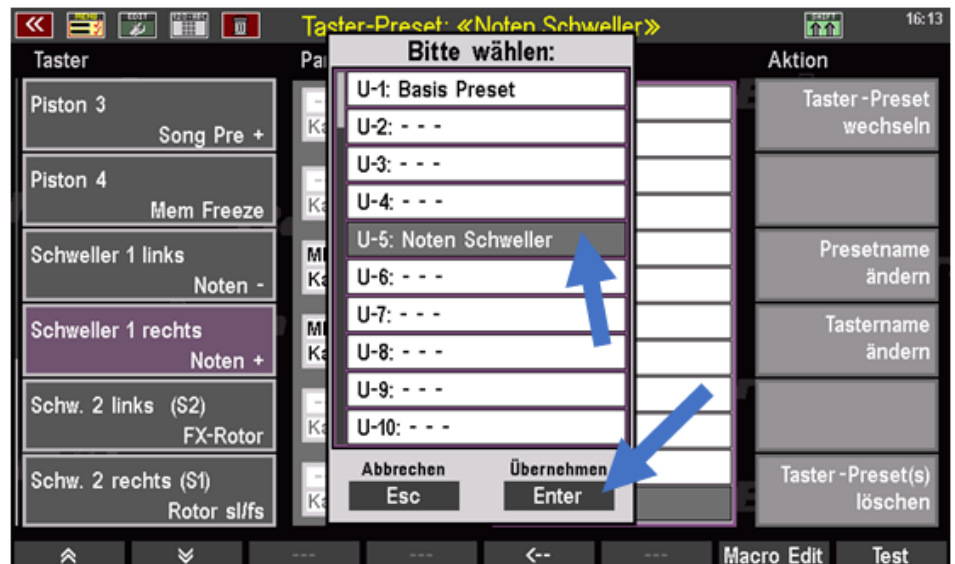 MENU
EDIT
Taster-Preset: «Noten Schweller»
SHIFT
16:13
Taster
Aktion
Piston 3
Song Pre +
Piston 4
Mem Freeze
Schweller 1 links
Noten -
Schweller 1 rechts
Noten +
Schw. 2 links (S2)
FX-Rotor
Schw. 2 rechts (S1)
Rotor sl/fs
Bitte wählen:
U-1: Basis Preset
U-2: - - -
U-3: - - -
U-4: - - -
U-5: Noten Schweller
U-6: - - -
U-7: - - -
U-8: - - -
U-9: - - -
U-10: - - -
Abbrechen
Übernehmen
Esc
Enter
Taster-Preset
wechseln
Presetname
ändern
Tastername
ändern
Taster-Preset(s)
löschen
---
---
<--
---
Macro Edit
Test